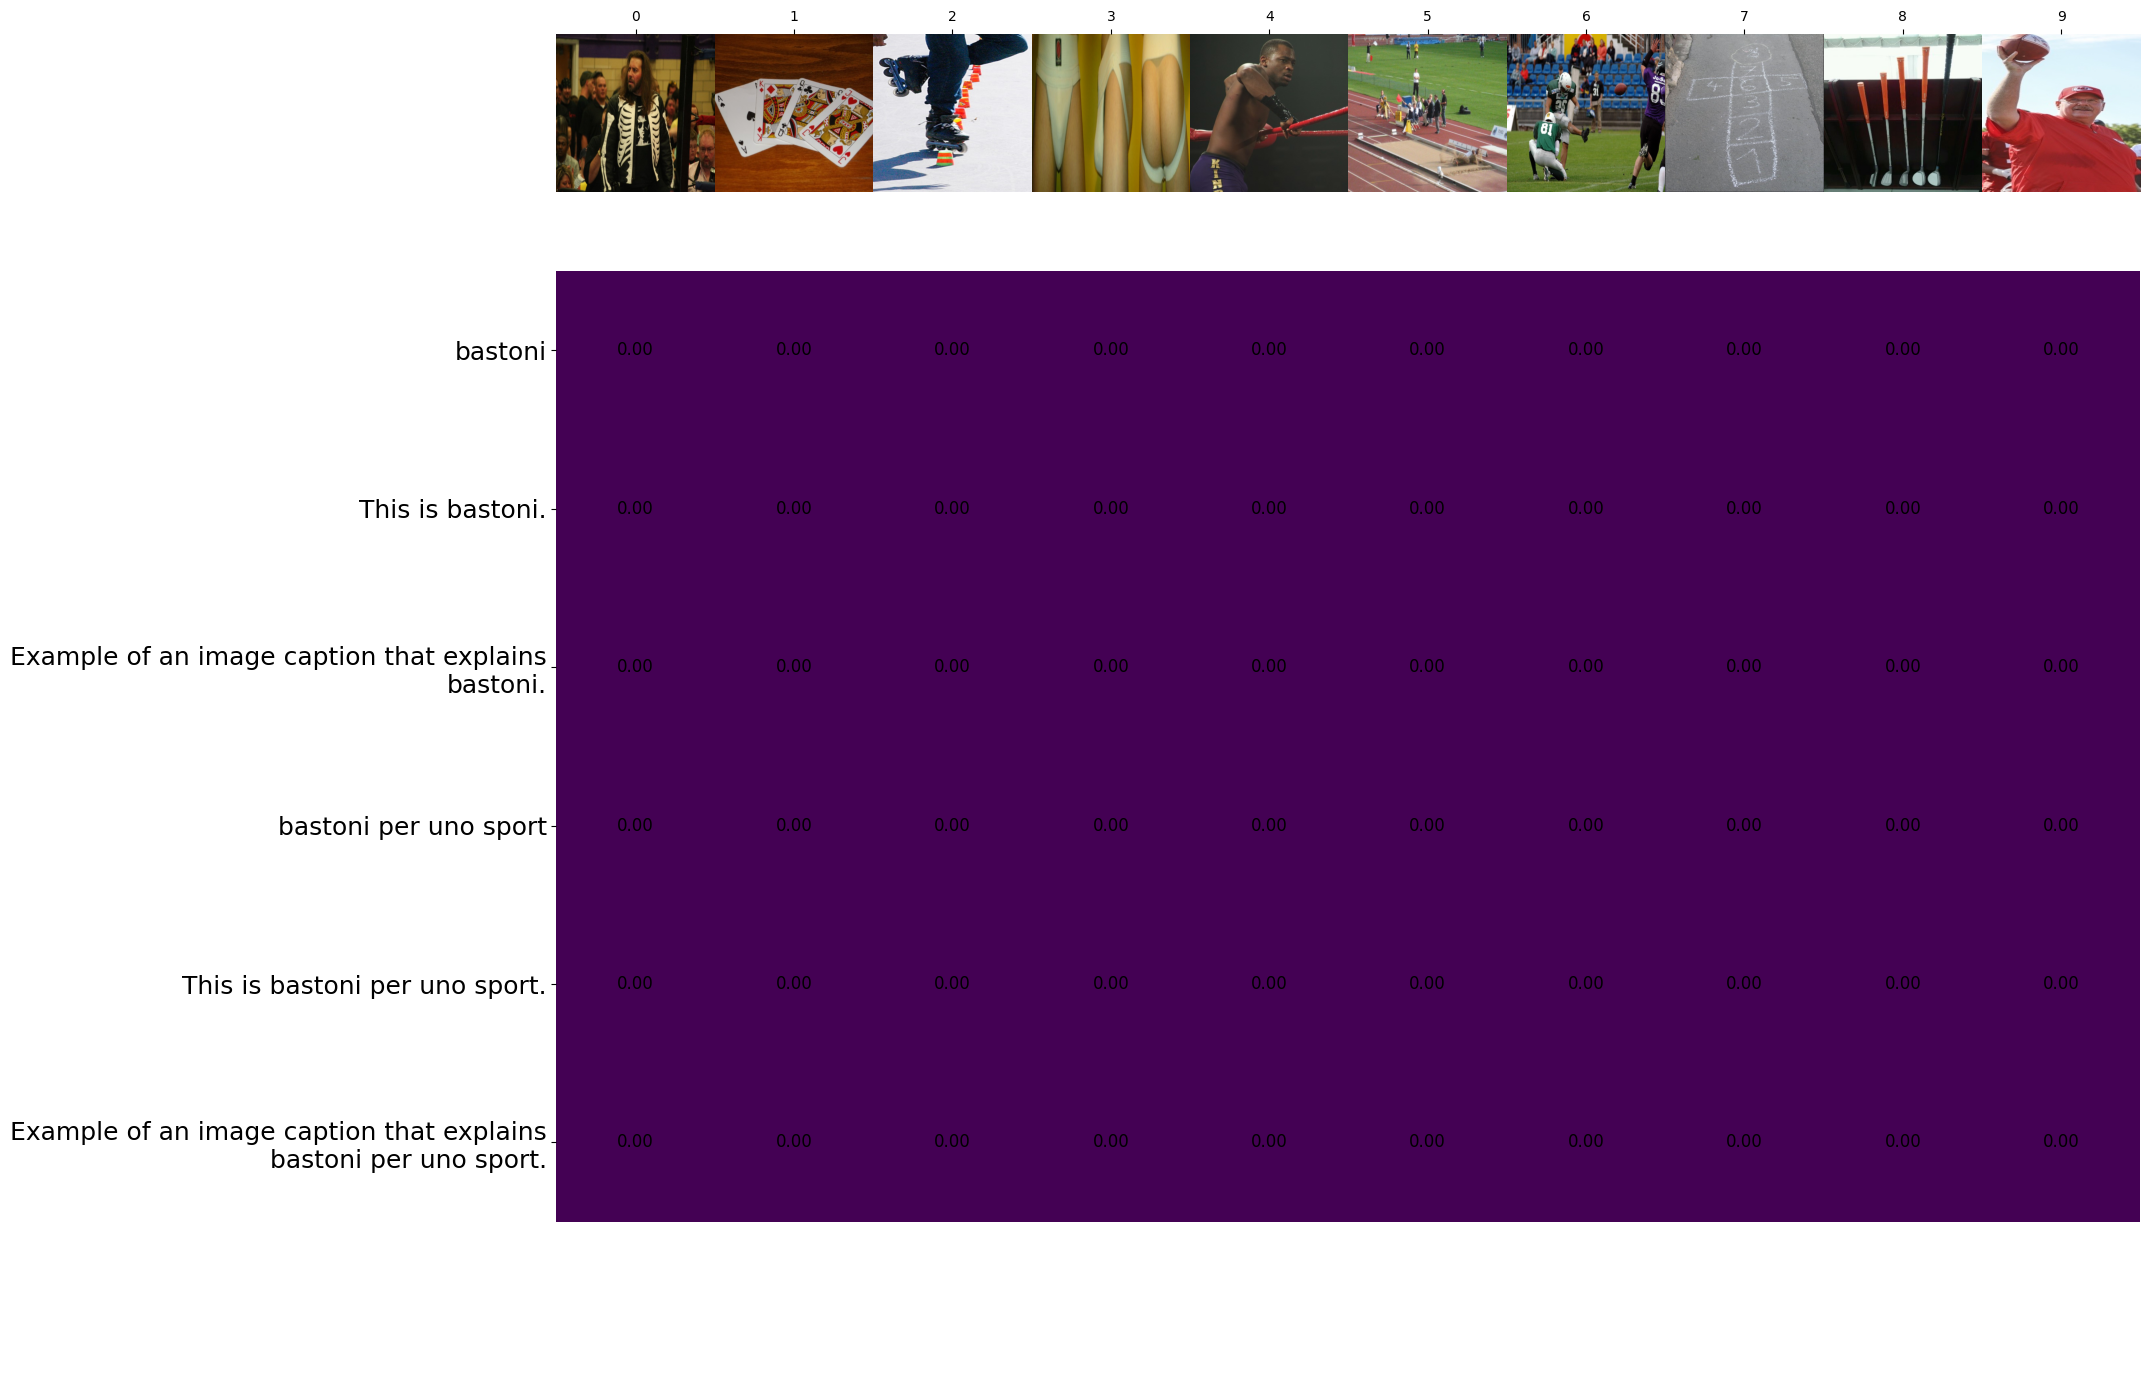 0 1 2 3 4 5 6 7 8 9
bastoni
0.00 0.00 0.00 0.00 0.00 0.00 0.00 0.00 0.00 0.00
This is bastoni.
0.00 0.00 0.00 0.00 0.00 0.00 0.00 0.00 0.00 0.00
Example of an image caption that explains
bastoni.
0.00 0.00 0.00 0.00 0.00 0.00 0.00 0.00 0.00 0.00
bastoni per uno sport
0.00 0.00 0.00 0.00 0.00 0.00 0.00 0.00 0.00 0.00
This is bastoni per uno sport.
0.00 0.00 0.00 0.00 0.00 0.00 0.00 0.00 0.00 0.00
Example of an image caption that explains
bastoni per uno sport.
0.00 0.00 0.00 0.00 0.00 0.00 0.00 0.00 0.00 0.00